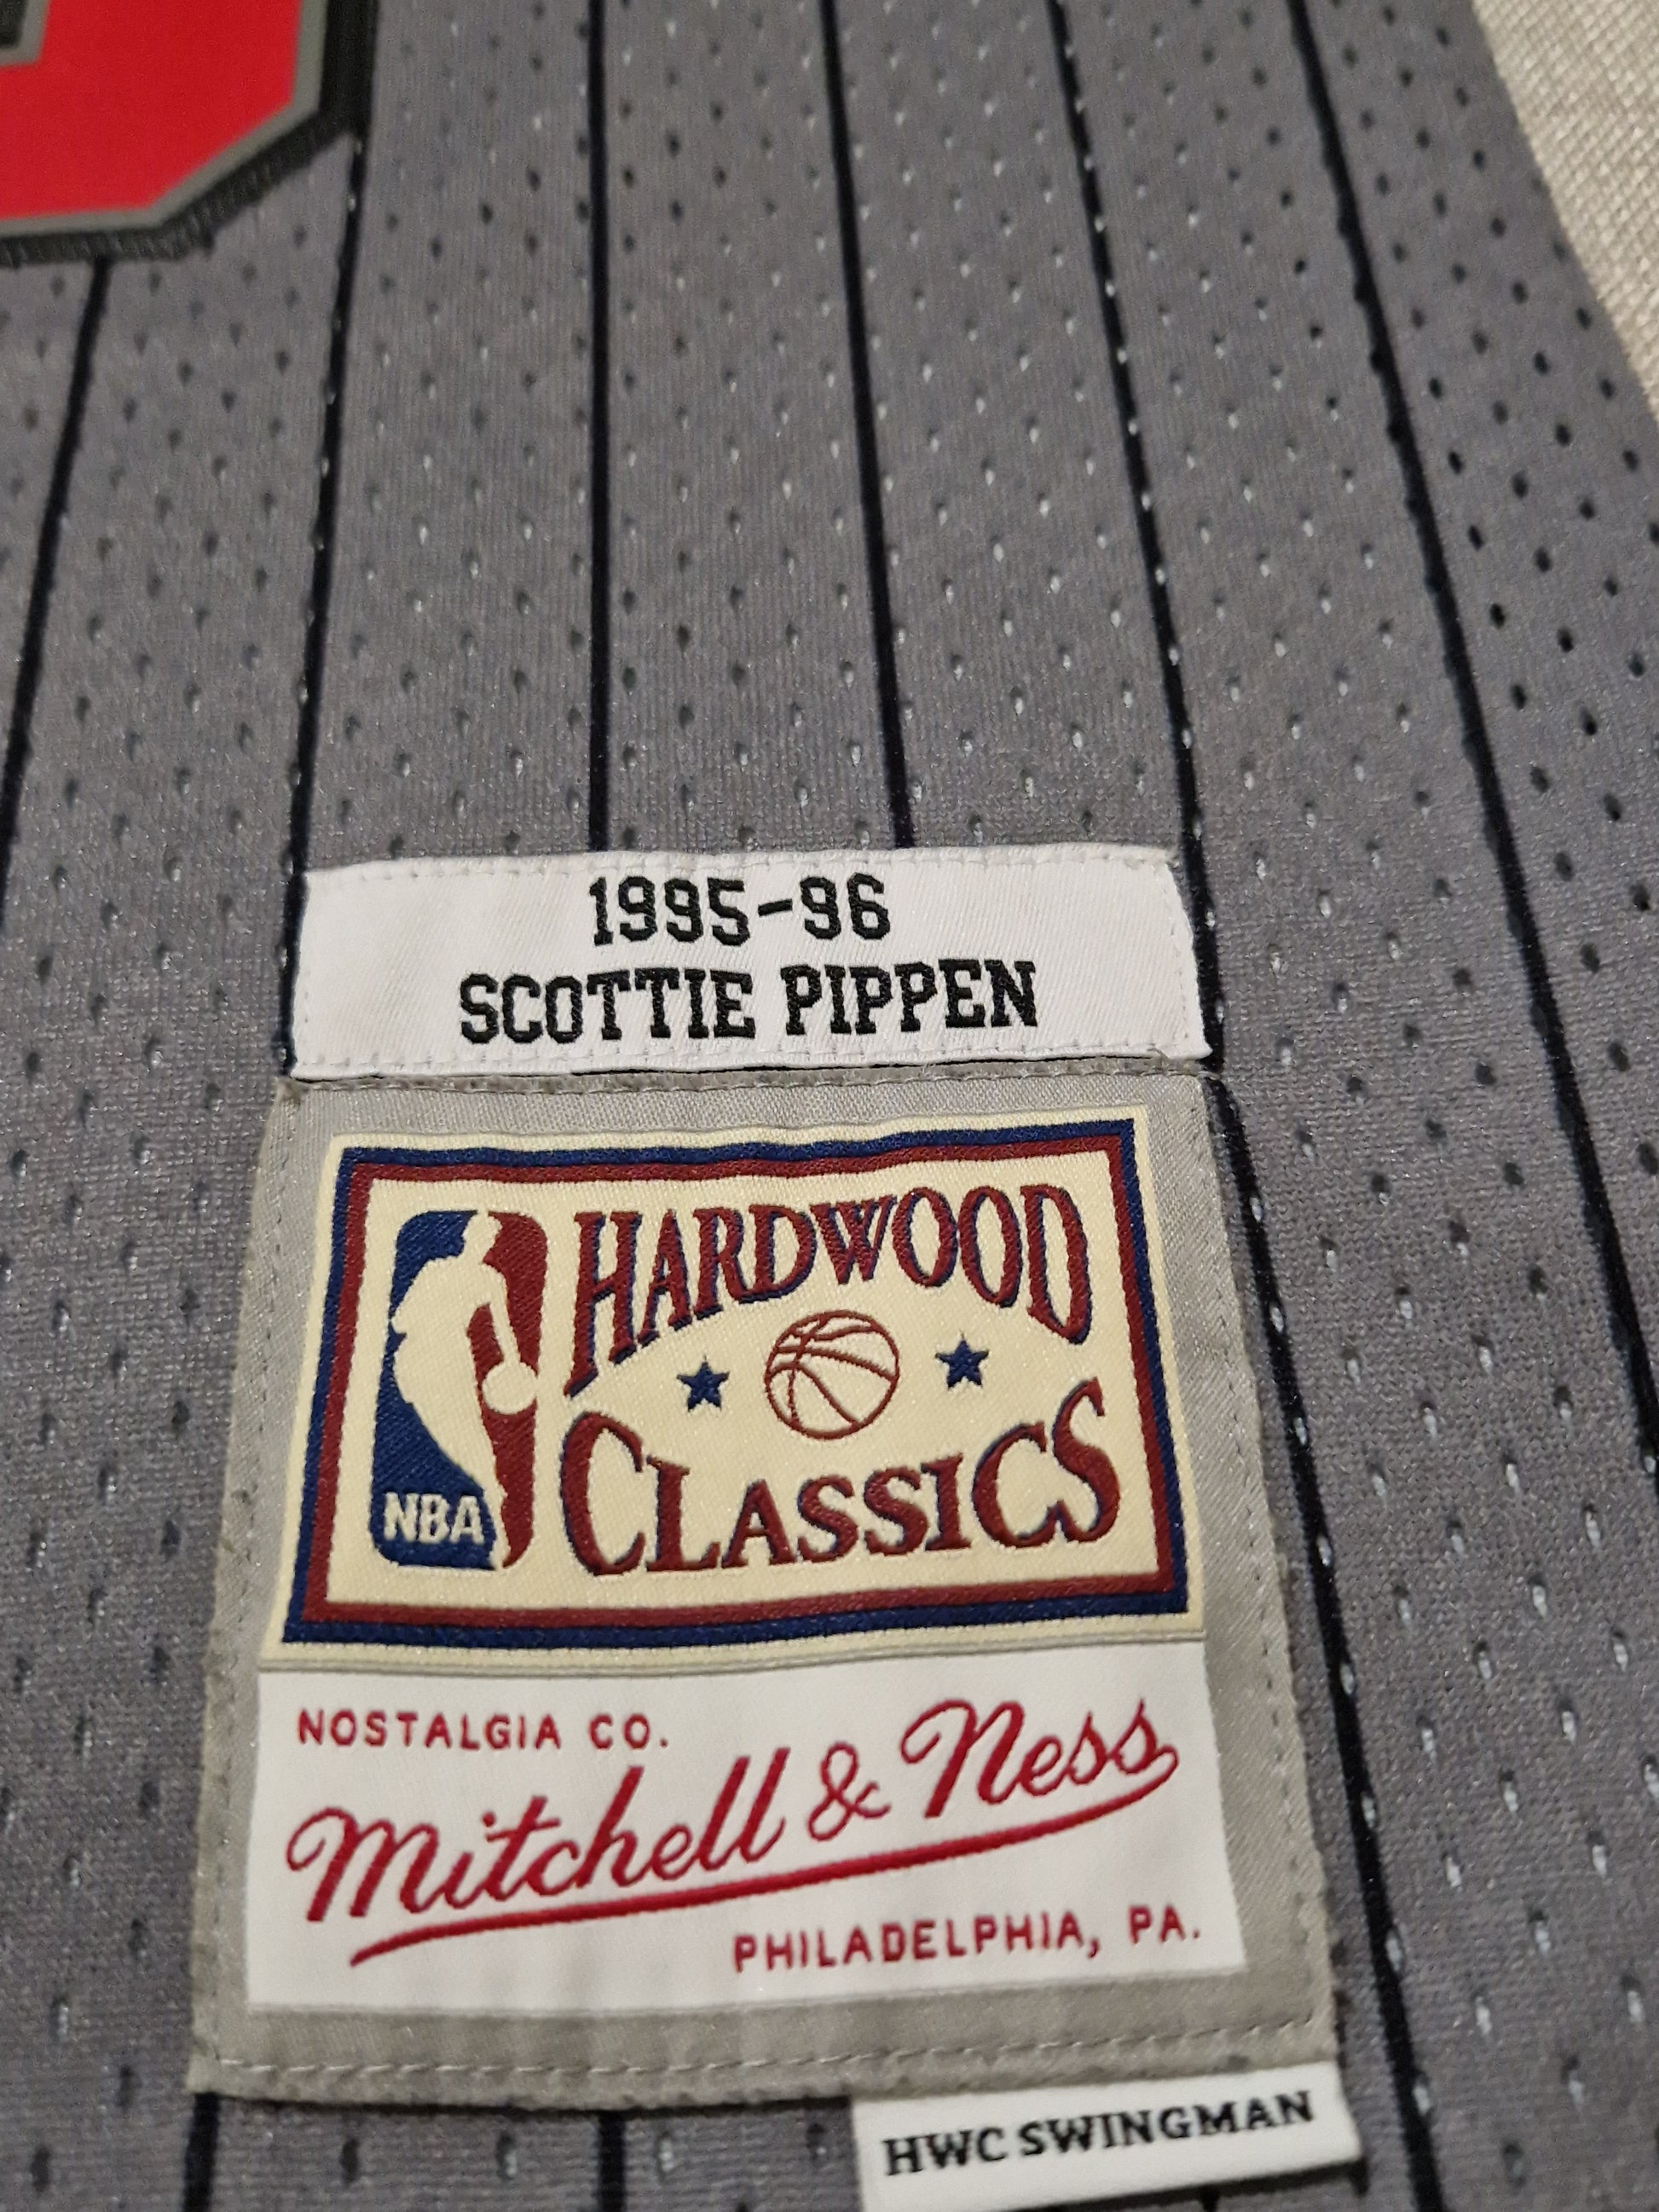 1995-96
SCOTTIE PIPPEN
HARDWOOD
CLASSICS
NBA
NOSTALGIA CO.
Mitchell & Ness
PHILADELPHIA, PA.
HWC SWINGMAN